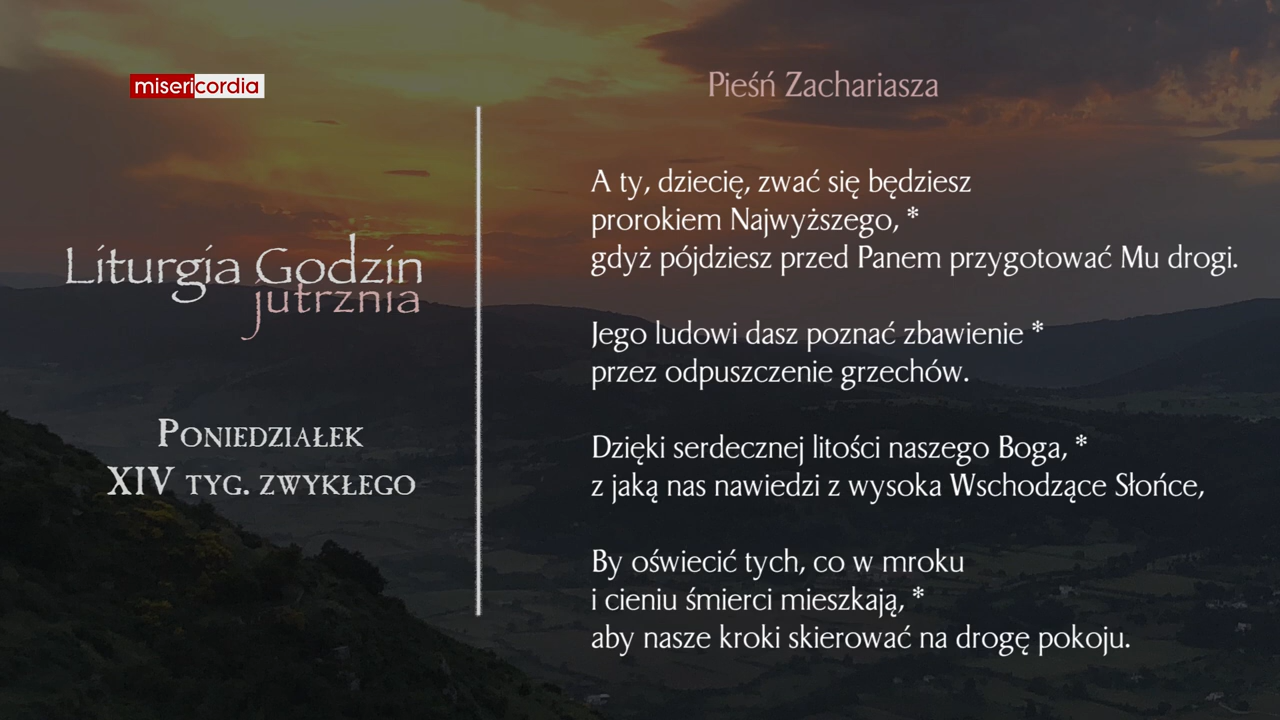 misericordia
Liturgia Godzin
jutrznia
Poniedziałek
XIV tyg. zwykłego
Pieśń Zachariasza
A ty, dziecię, zwać się będziesz
prorokiem Najwyższego, *
gdyż pójdziesz przed Panem przygotować Mu drogi.
Jego ludowi dasz poznać zbawienie *
przez odpuszczenie grzechów.
Dzięki serdecznej litości naszego Boga, *
z jaką nas nawiedzi z wysoka Wschodzące Słońce,
By oświecić tych, co w mroku
i cieniu śmierci mieszkają, *
aby nasze kroki skierować na drogę pokoju.